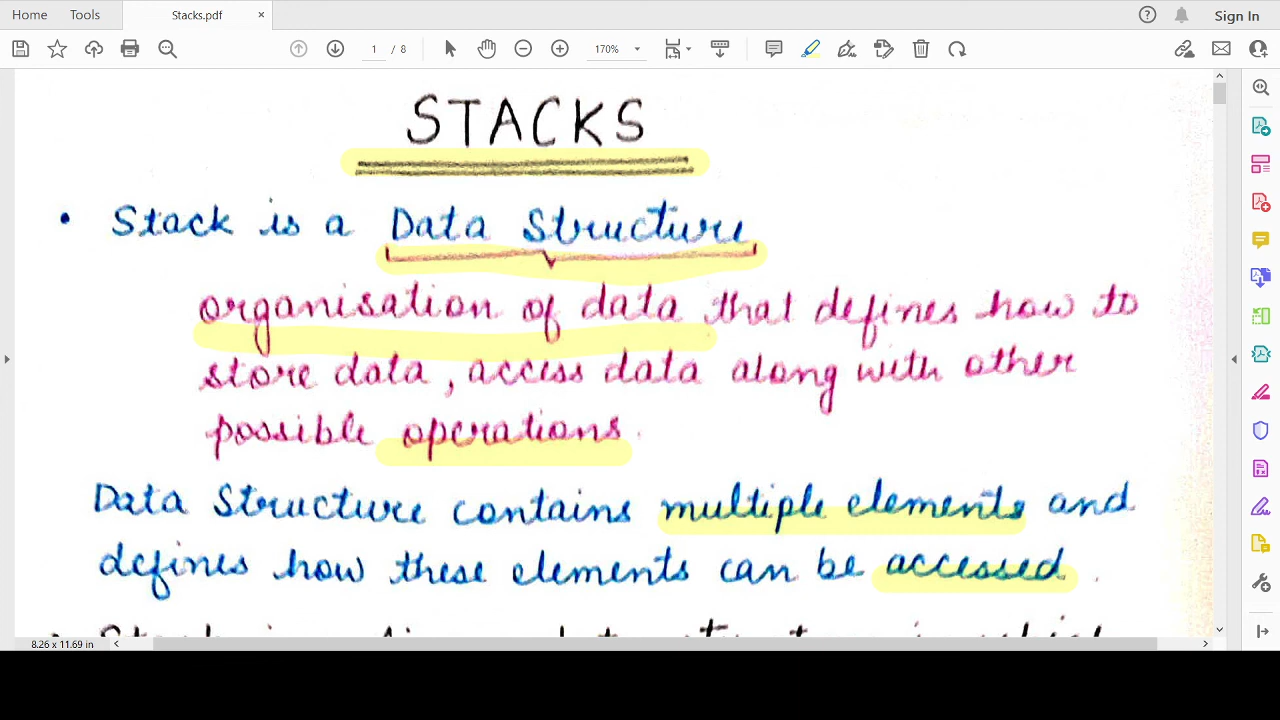 Home Tools Stacks.pdf × Sign In
1 / 8 170%
STACKS
• Stack is a Data Structure
organisation of data that defines how to
store data, access data along with other
possible operations.
Data Structure contains multiple elements and
defines how these elements can be accessed.
8.26 x 11.69 in